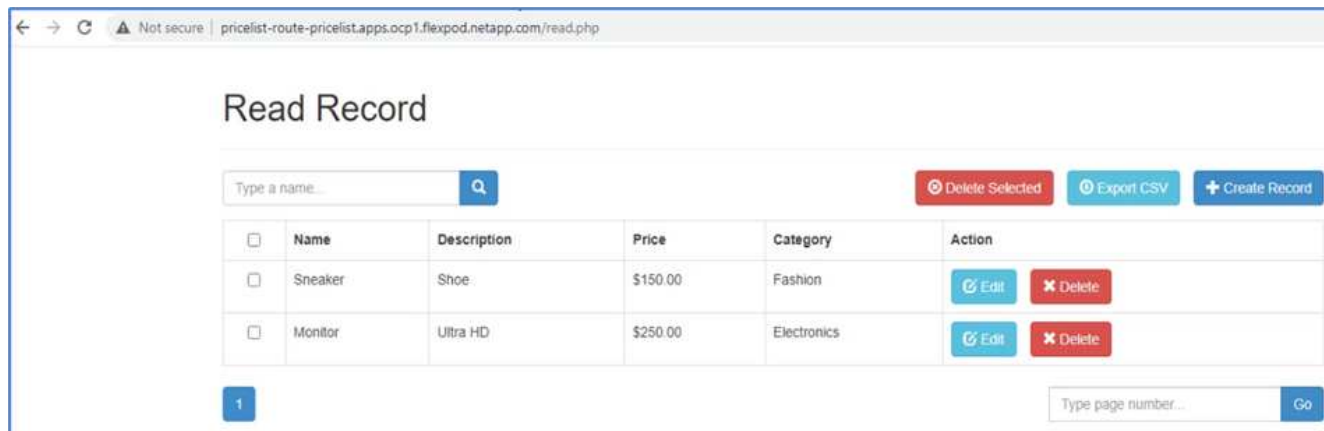 Not secure | pricelist-route-pricelist.apps.ocp1.flexpod.netapp.com/read.php
Read Record
Type a name... Delete Selected Export CSV Create Record
Name Description Price Category Action
Sneaker Shoe $150.00 Fashion Edit Delete
Monitor Ultra HD $250.00 Electronics Edit Delete
1 Type page number... Go